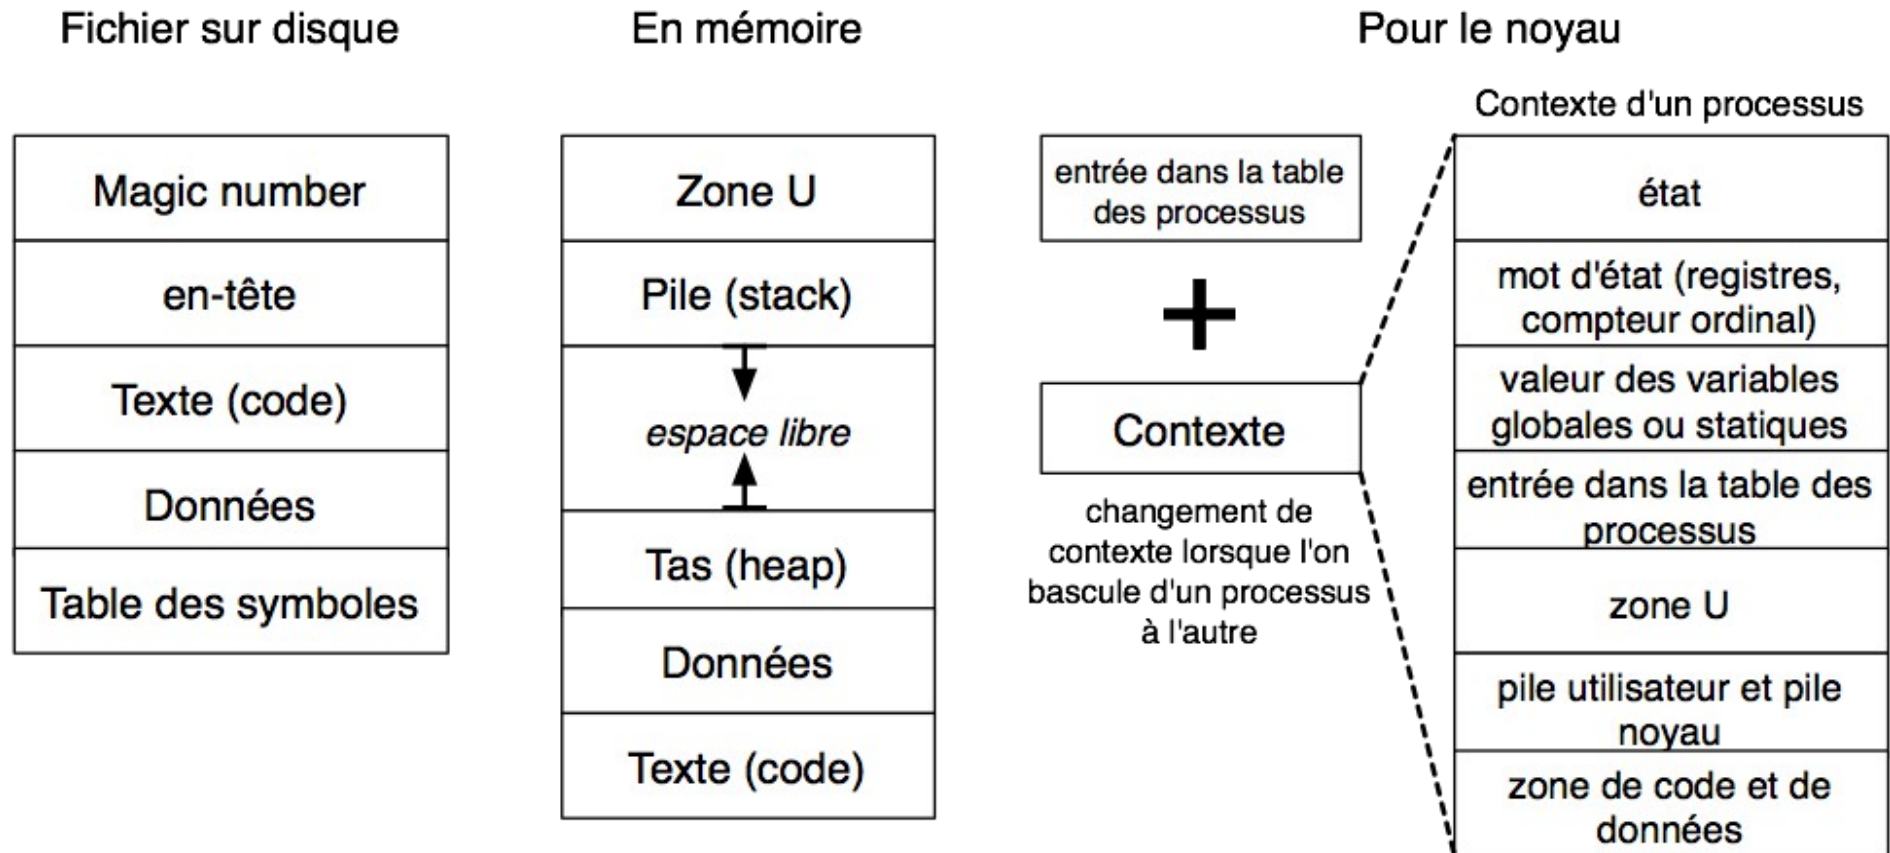 Fichier sur disque
En mémoire
Pour le noyau
Magic number
en-tête
Texte (code)
Données
Table des symboles
Zone U
Pile (stack)
espace libre
Tas (heap)
Données
Texte (code)
entrée dans la table
des processus
+
Contexte
changement de
contexte lorsque l'on
bascule d'un processus
à l'autre
Contexte d'un processus
état
mot d'état (registres,
compteur ordinal)
valeur des variables
globales ou statiques
entrée dans la table des
processus
zone U
pile utilisateur et pile
noyau
zone de code et de
données